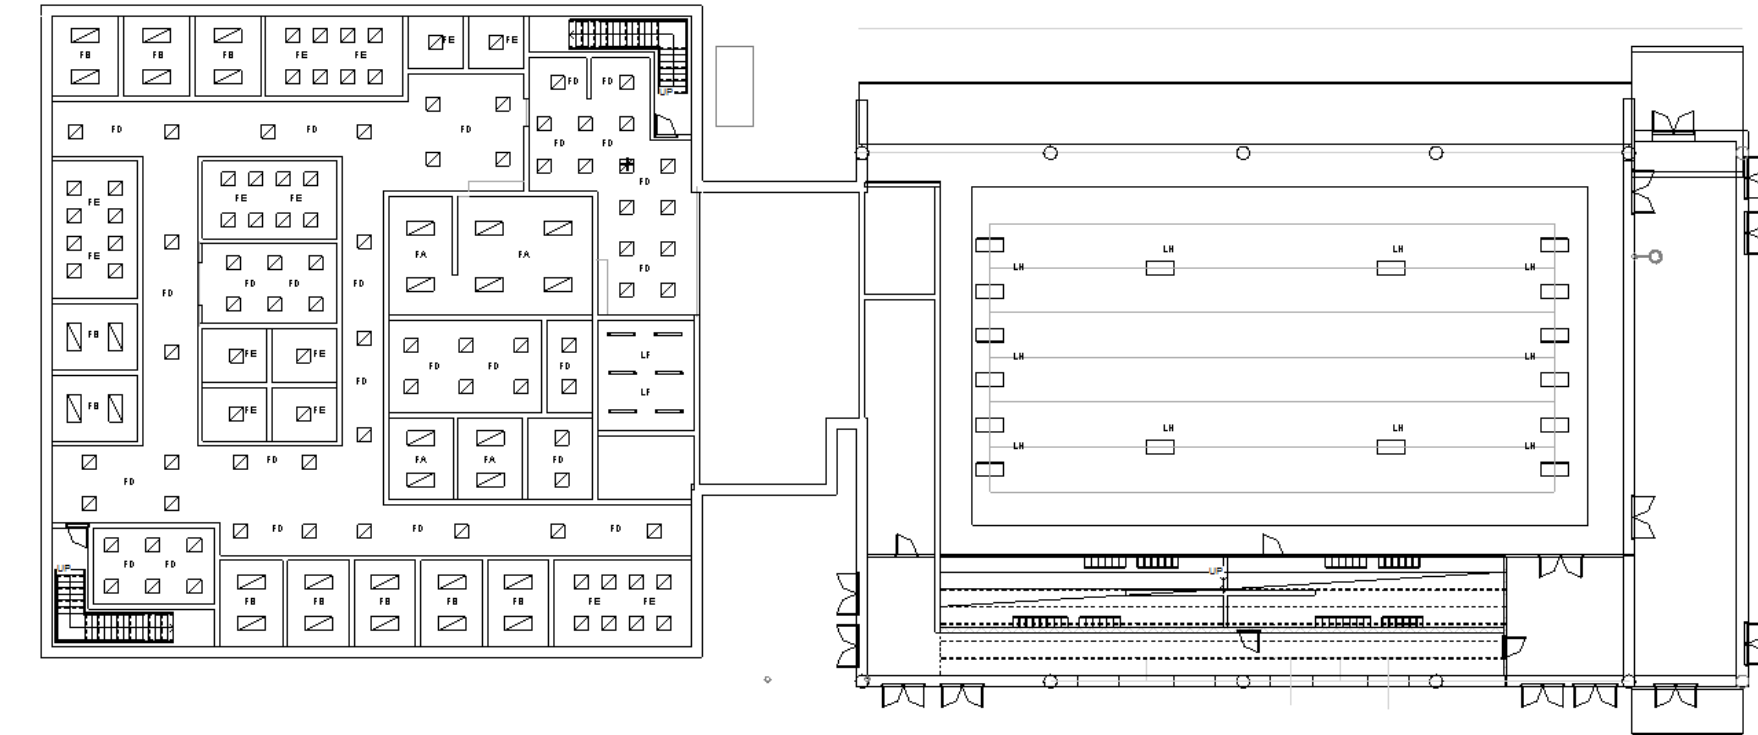 FE FE
FB FB FB FE FE
FD FD
UP
FD FD FD
FD FD
FD
FE FE FE
LH LH
FE FA FA
FD LH LH
FD FD FD
FD
FB
FE FE LF LH LH
FD FD FD
FD
LF
FB FE FE
LH LH
LH LH
FD FA FA FD
FD
FD FD FD
FD FD
UP UP
FB FB FB FB FB FE FE